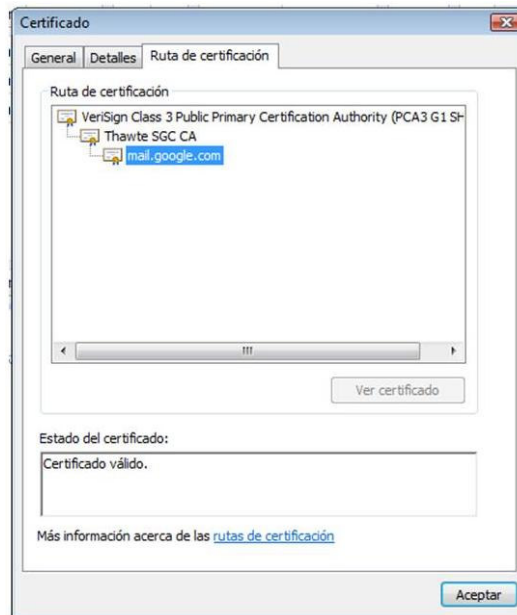 Certificado
General Detalles Ruta de certificación
Ruta de certificación
VeriSign Class 3 Public Primary Certification Authority (PCA3 G1 SH
Thawte SGC CA
mail.google.com
Ver certificado
Estado del certificado:
Certificado válido.
Más información acerca de las rutas de certificación
Aceptar